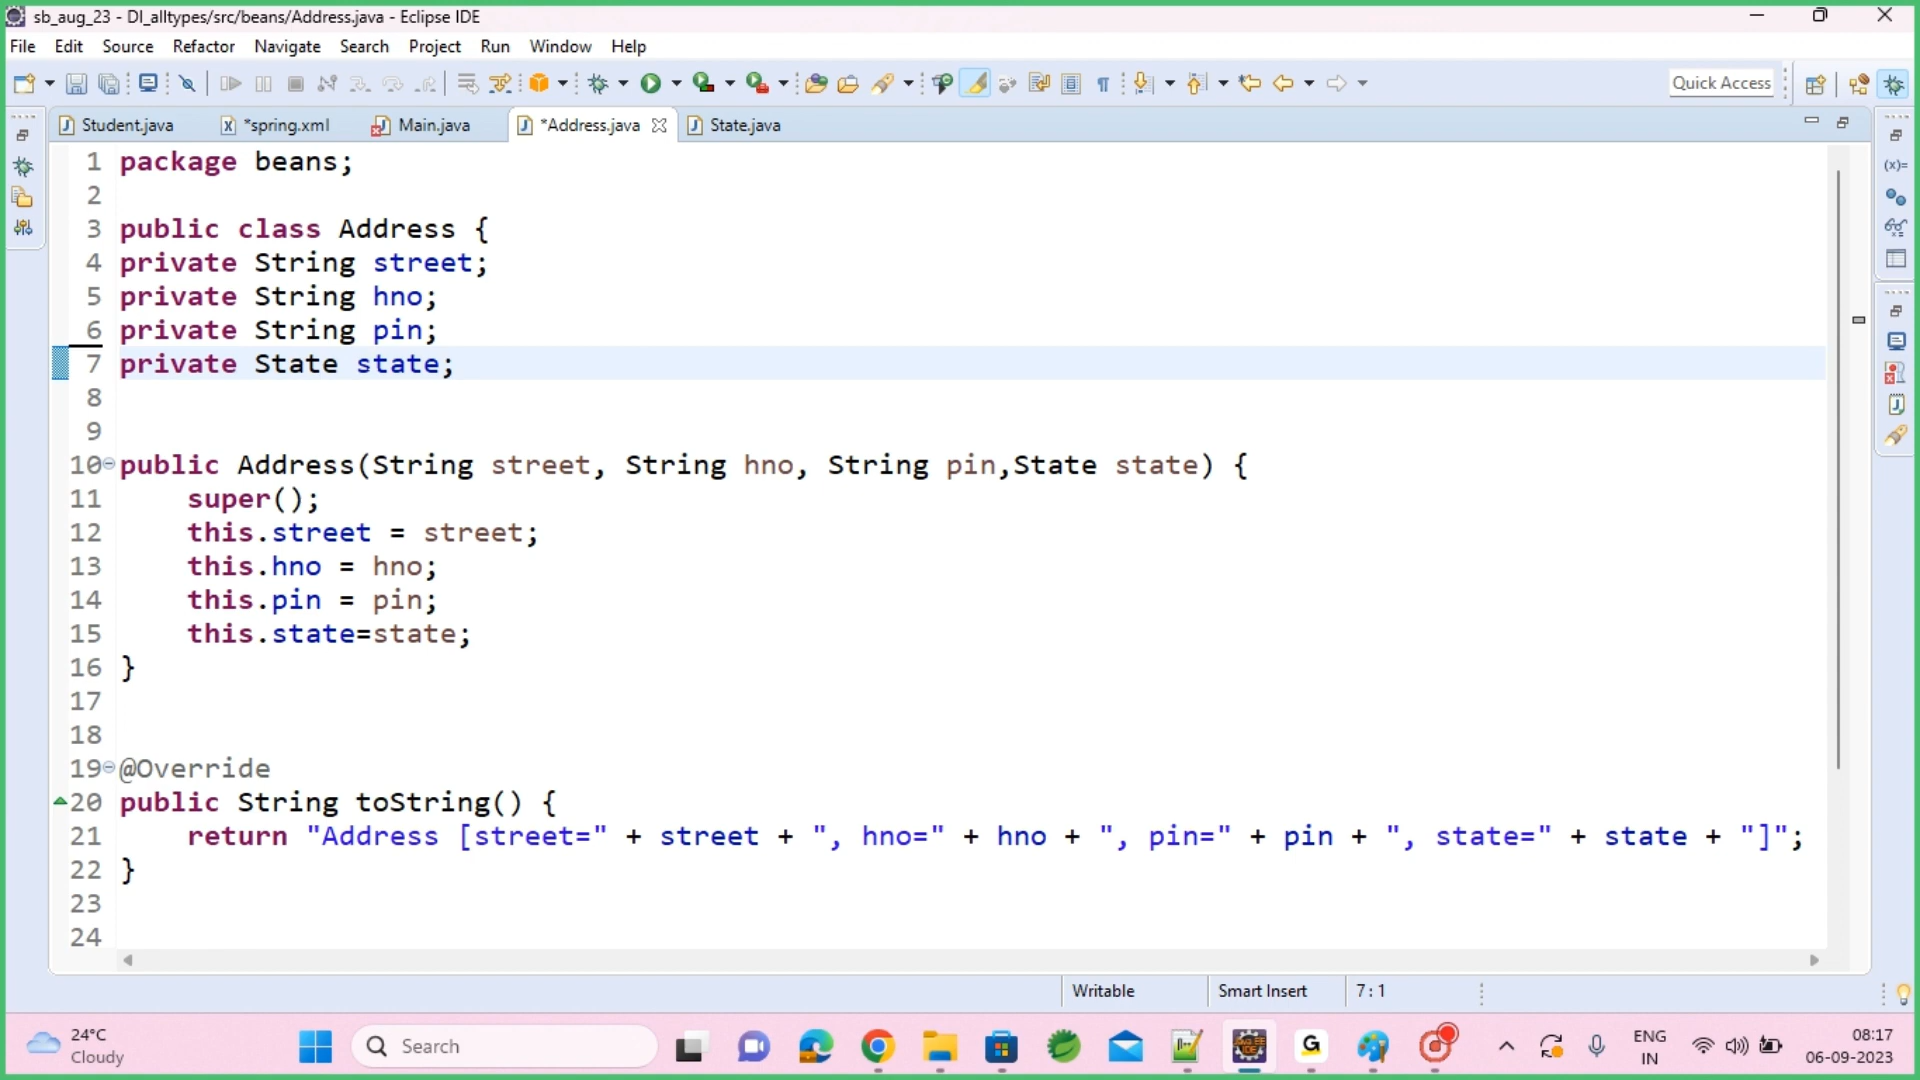 sb_aug_23 - DI_alltypes/src/beans/Address.java - Eclipse IDE
File Edit Source Refactor Navigate Search Project Run Window Help
Quick Access
Student.java *spring.xml Main.java *Address.java State.java
1 package beans;
2
3 public class Address {
4 private String street;
5 private String hno;
6 private String pin;
7 private State state;
8
9
10 public Address(String street, String hno, String pin,State state) {
11 super();
12 this.street = street;
13 this.hno = hno;
14 this.pin = pin;
15 this.state=state;
16 }
17
18
19 @Override
20 public String toString() {
21 return "Address [street=" + street + ", hno=" + hno + ", pin=" + pin + ", state=" + state + "]";
22 }
23
24
Writable Smart Insert 7 : 1
24°C
Cloudy
Search
ENG
IN
08:17
06-09-2023